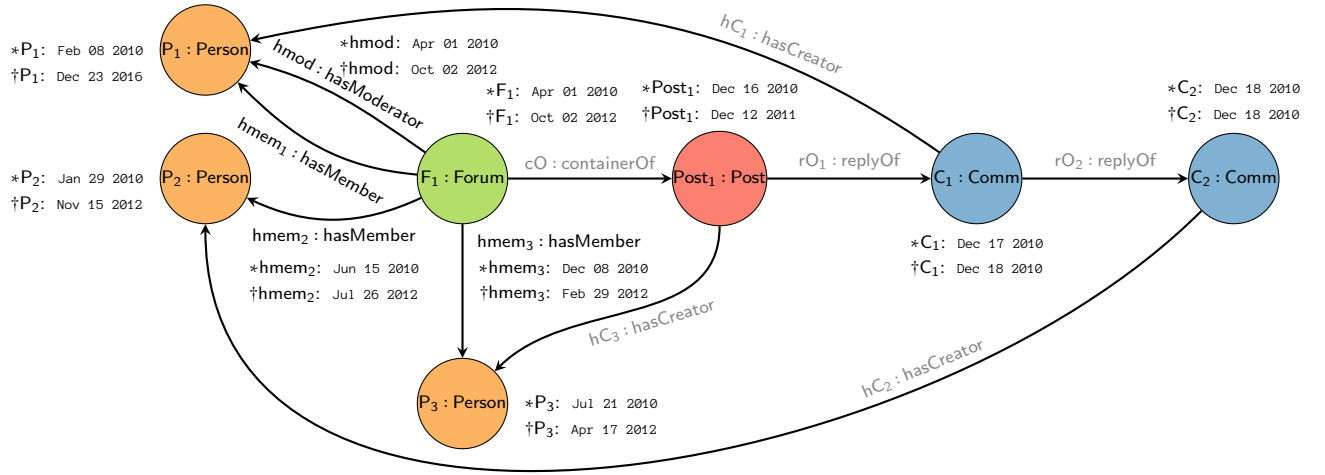 hC₁ : hasCreator
*P₁: Feb 08 2010
†P₁: Dec 23 2016
P₁ : Person
*hmod: Apr 01 2010
†hmod: Oct 02 2012
hmod : hasModerator
*F₁: Apr 01 2010
†F₁: Oct 02 2012
*Post₁: Dec 16 2010
†Post₁: Dec 12 2011
*C₂: Dec 18 2010
†C₂: Dec 18 2010
hmem₁ : hasMember
*P₂: Jan 29 2010
†P₂: Nov 15 2012
P₂ : Person
F₁ : Forum
cO : containerOf
Post₁ : Post
rO₁ : replyOf
C₁ : Comm
rO₂ : replyOf
C₂ : Comm
hmem₂ : hasMember
*hmem₂: Jun 15 2010
†hmem₂: Jul 26 2012
hmem₃ : hasMember
*hmem₃: Dec 08 2010
†hmem₃: Feb 29 2012
*C₁: Dec 17 2010
†C₁: Dec 18 2010
hC₃ : hasCreator
hC₂ : hasCreator
P₃ : Person
*P₃: Jul 21 2010
†P₃: Apr 17 2012